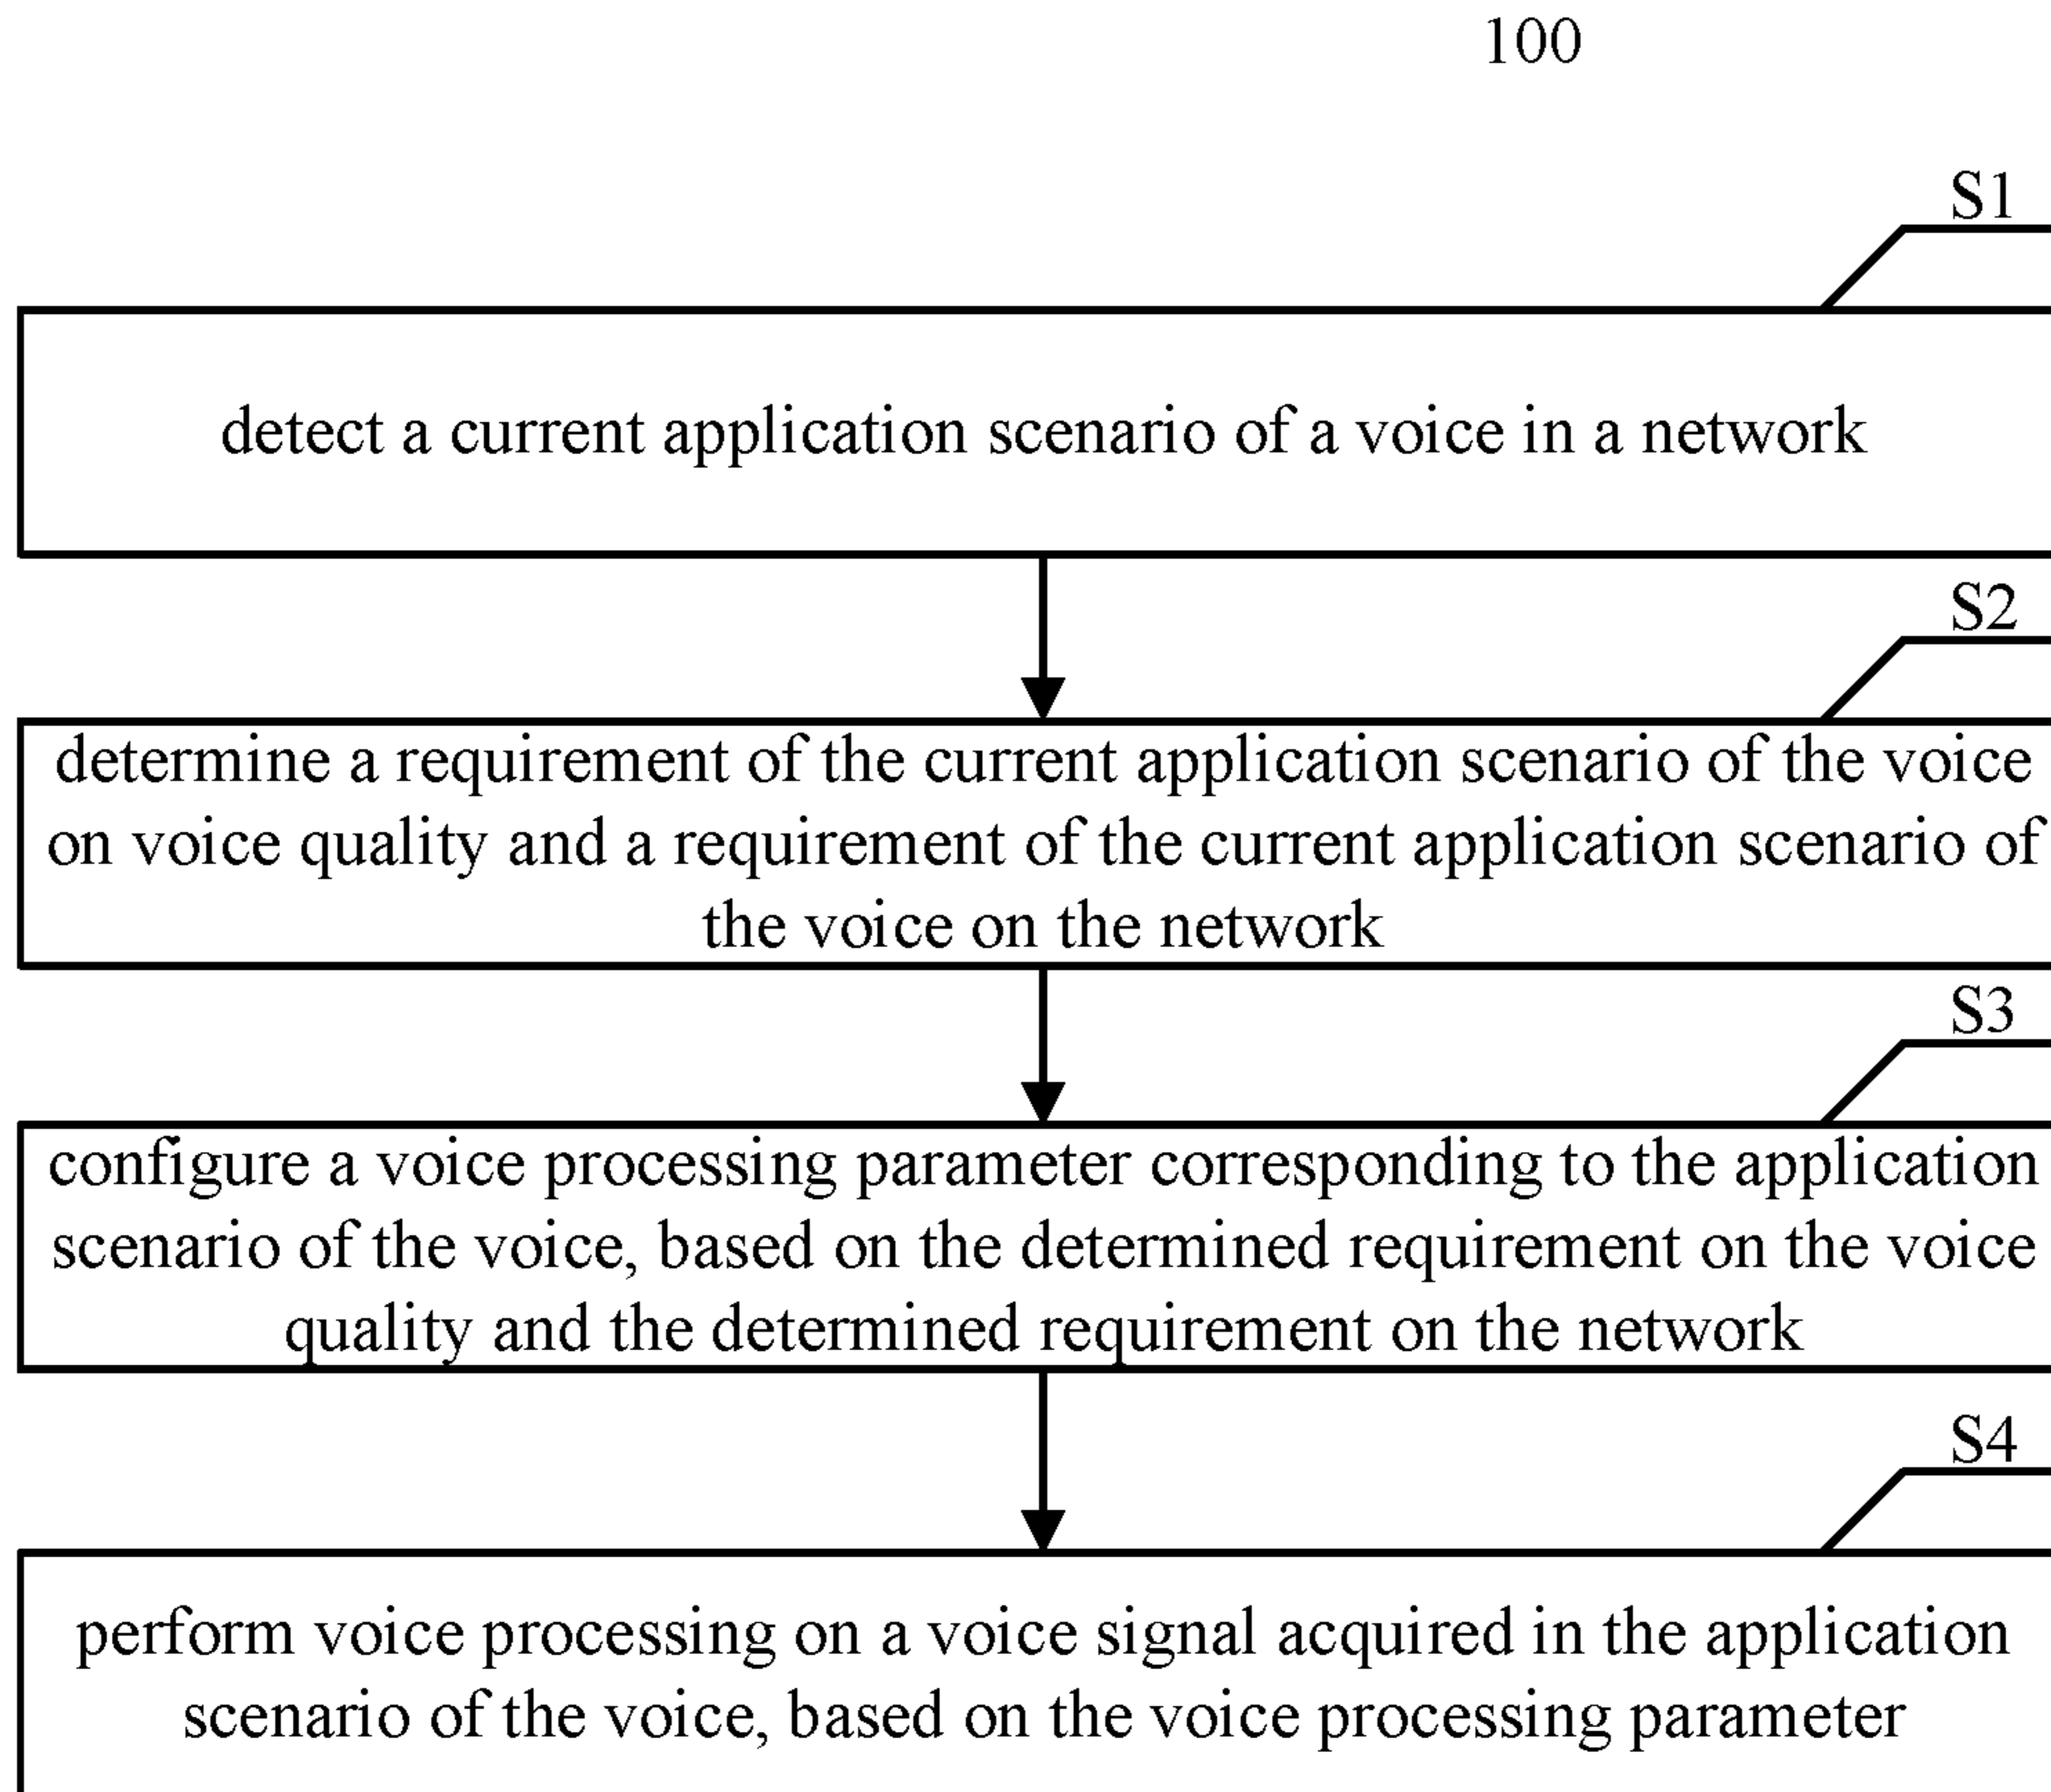 100
S1
detect a current application scenario of a voice in a network
S2
determine a requirement of the current application scenario of the voice
on voice quality and a requirement of the current application scenario of
the voice on the network
S3
configure a voice processing parameter corresponding to the application
scenario of the voice, based on the determined requirement on the voice
quality and the determined requirement on the network
S4
perform voice processing on a voice signal acquired in the application
scenario of the voice, based on the voice processing parameter